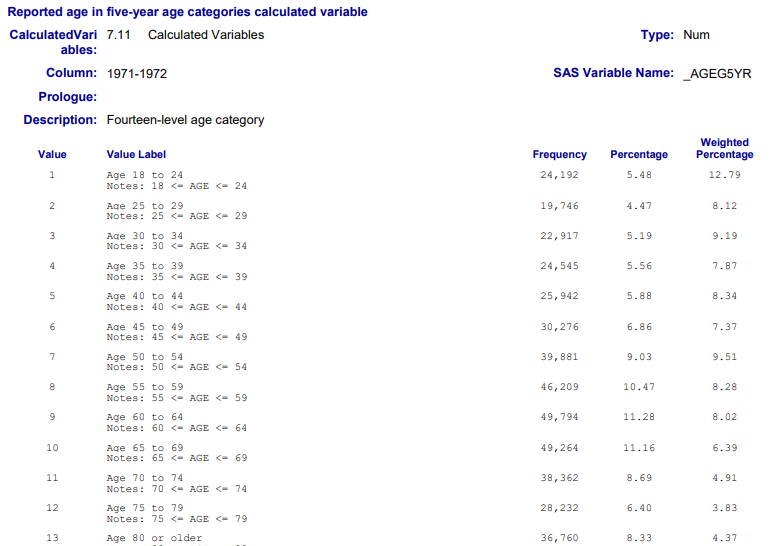 Reported age in five-year age categories calculated variable
CalculatedVari 7.11 Calculated Variables Type: Num
ables:
Column: 1971-1972 SAS Variable Name: _AGEG5YR
Prologue:
Description: Fourteen-level age category
Value Value Label Frequency Percentage Weighted Percentage
1 Age 18 to 24 24,192 5.48 12.79
Notes: 18 <= AGE <= 24
2 Age 25 to 29 19,746 4.47 8.12
Notes: 25 <= AGE <= 29
3 Age 30 to 34 22,917 5.19 9.19
Notes: 30 <= AGE <= 34
4 Age 35 to 39 24,545 5.56 7.87
Notes: 35 <= AGE <= 39
5 Age 40 to 44 25,942 5.88 8.34
Notes: 40 <= AGE <= 44
6 Age 45 to 49 30,276 6.86 7.37
Notes: 45 <= AGE <= 49
7 Age 50 to 54 39,881 9.03 9.51
Notes: 50 <= AGE <= 54
8 Age 55 to 59 46,209 10.47 8.28
Notes: 55 <= AGE <= 59
9 Age 60 to 64 49,794 11.28 8.02
Notes: 60 <= AGE <= 64
10 Age 65 to 69 49,264 11.16 6.39
Notes: 65 <= AGE <= 69
11 Age 70 to 74 38,362 8.69 4.91
Notes: 70 <= AGE <= 74
12 Age 75 to 79 28,232 6.40 3.83
Notes: 75 <= AGE <= 79
13 Age 80 or older 36,760 8.33 4.37